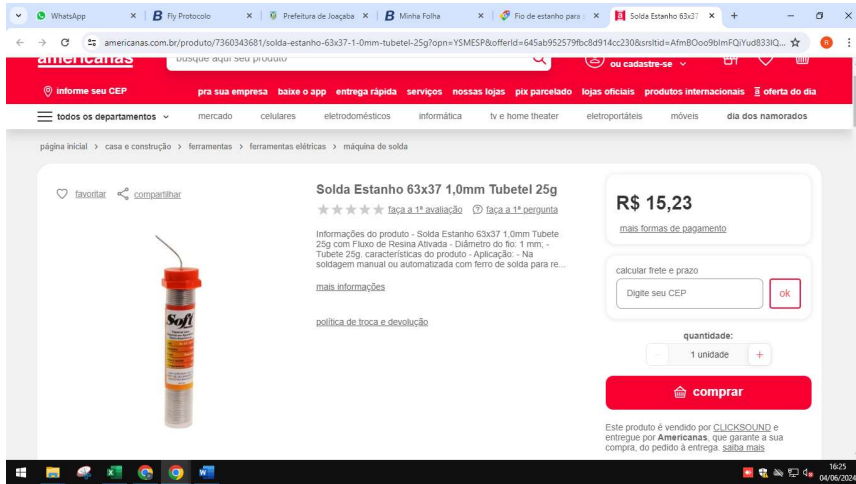 WhatsApp
Fly Protocolo
Prefeitura de Joaçaba
Minha Folha
Fio de estanho para
Solda Estanho 63x37
americanas.com.br/produto/7360343681/solda-estanho-63x37-1-0mm-tubetel-25g?opn=YSMESP&offerId=645ab952579fbc8d914cc230&srsltid=AfmBOoo9blmFQiYud833lQ...
R
americanas
busque aqui seu produto
ou cadastre-se
informe seu CEP
pra sua empresa baixe o app entrega rápida serviços nossas lojas pix parcelado lojas oficiais produtos internacionais oferta do dia
todos os departamentos mercado celulares eletrodomésticos informática tv e home theater eletroportáteis móveis dia dos namorados
página inicial > casa e construção > ferramentas > ferramentas elétricas > máquina de solda
favoritar compartilhar
Soft
Solda Estanho 63x37 1,0mm Tubetel 25g
faça a 1ª avaliação faça a 1ª pergunta
Informações do produto - Solda Estanho 63x37 1,0mm Tubete
25g com Fluxo de Resina Ativada - Diâmetro do fio: 1 mm; -
Tubete 25g. característica do produto - Aplicação: - Na
soldagem manual ou automatizada com ferro de solda para re...
mais informações
política de troca e devolução
R$ 15,23
mais formas de pagamento
calcular frete e prazo
Digite seu CEP
ok
quantidade:
- 1 unidade +
comprar
Este produto é vendido por CLICKSOUND e
entregue por Americanas, que garante a sua
compra, do pedido à entrega. saiba mais
16:25
04/06/2024